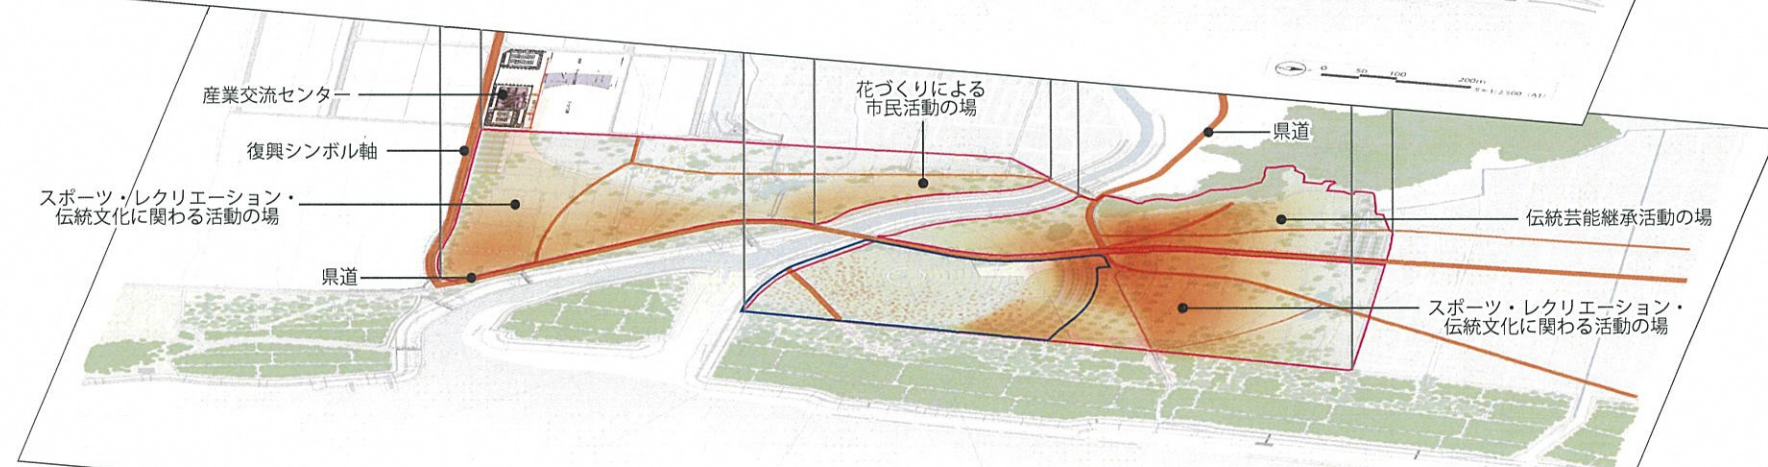 0 50 100 200m
産業交流センター
花づくりによる
市民活動の場
県道
復興シンボル軸
スポーツ・レクリエーション・
伝統文化に関わる活動の場
伝統芸能継承活動の場
県道
スポーツ・レクリエーション・
伝統文化に関わる活動の場